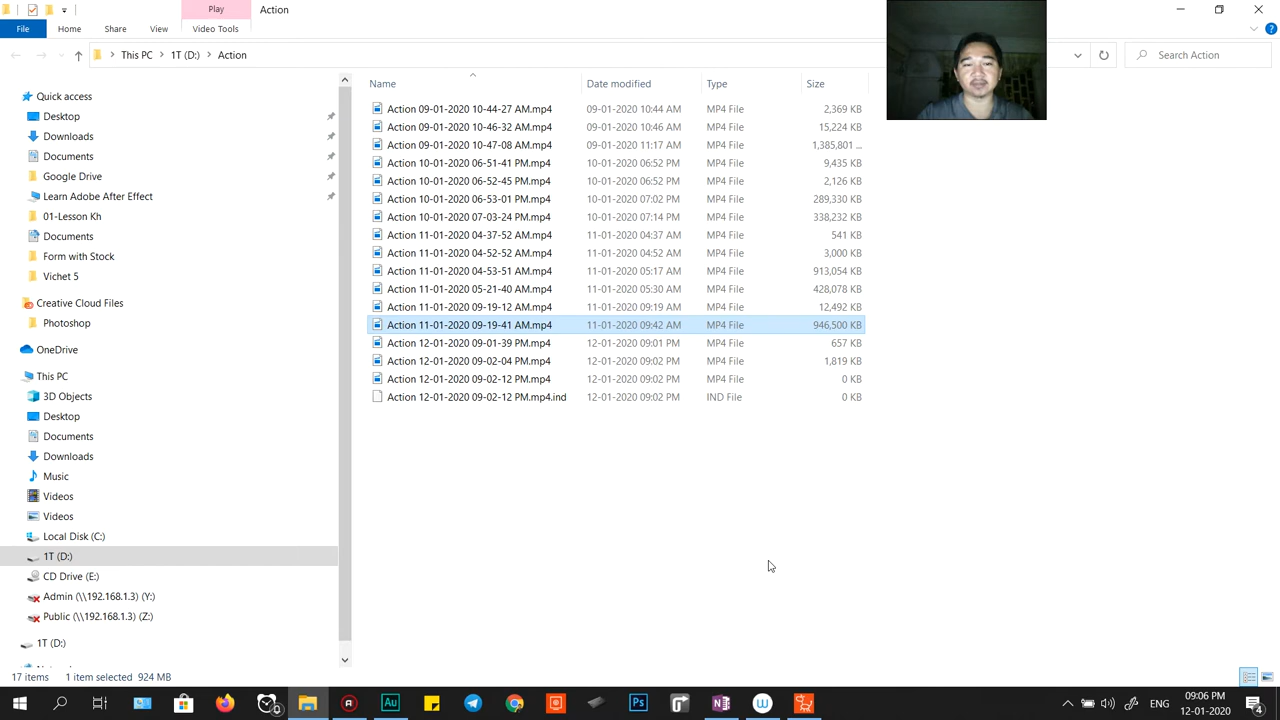 Play Action
File Home Share View Video Tools
This PC 1T (D:) Action Search Action
Name Date modified Type Size
Quick access
Desktop
Downloads
Documents
Google Drive
Learn Adobe After Effect
01-Lesson Kh
Documents
Form with Stock
Vichet 5
Creative Cloud Files
Photoshop
OneDrive
This PC
3D Objects
Desktop
Documents
Downloads
Music
Videos
Videos
Local Disk (C:)
1T (D:)
CD Drive (E:)
Admin (\\192.168.1.3) (Y:)
Public (\\192.168.1.3) (Z:)
1T (D:)
Action 09-01-2020 10-44-27 AM.mp4 09-01-2020 10:44 AM MP4 File 2,369 KB
Action 09-01-2020 10-46-32 AM.mp4 09-01-2020 10:46 AM MP4 File 15,224 KB
Action 09-01-2020 10-47-08 AM.mp4 09-01-2020 11:17 AM MP4 File 1,385,801 ...
Action 10-01-2020 06-51-41 PM.mp4 10-01-2020 06:52 PM MP4 File 9,435 KB
Action 10-01-2020 06-52-45 PM.mp4 10-01-2020 06:52 PM MP4 File 2,126 KB
Action 10-01-2020 06-53-01 PM.mp4 10-01-2020 07:02 PM MP4 File 289,330 KB
Action 10-01-2020 07-03-24 PM.mp4 10-01-2020 07:14 PM MP4 File 338,232 KB
Action 11-01-2020 04-37-52 AM.mp4 11-01-2020 04:37 AM MP4 File 541 KB
Action 11-01-2020 04-52-52 AM.mp4 11-01-2020 04:52 AM MP4 File 3,000 KB
Action 11-01-2020 04-53-51 AM.mp4 11-01-2020 05:17 AM MP4 File 913,054 KB
Action 11-01-2020 05-21-40 AM.mp4 11-01-2020 05:30 AM MP4 File 428,078 KB
Action 11-01-2020 09-19-12 AM.mp4 11-01-2020 09:19 AM MP4 File 12,492 KB
Action 11-01-2020 09-19-41 AM.mp4 11-01-2020 09:42 AM MP4 File 946,500 KB
Action 12-01-2020 09-01-39 PM.mp4 12-01-2020 09:01 PM MP4 File 657 KB
Action 12-01-2020 09-02-04 PM.mp4 12-01-2020 09:02 PM MP4 File 1,819 KB
Action 12-01-2020 09-02-12 PM.mp4 12-01-2020 09:02 PM MP4 File 0 KB
Action 12-01-2020 09-02-12 PM.mp4.ind 12-01-2020 09:02 PM IND File 0 KB
17 items 1 item selected 924 MB
Au Ps N W ENG 09:06 PM
12-01-2020 4